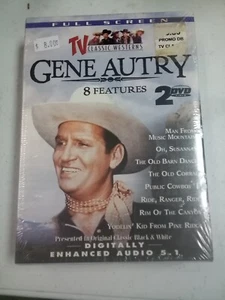 FULL SCREEN
TV
CLASSIC WESTERNS
PROMO DB
GENE AUTRY
8 FEATURES
2 DVD
MAN FROM
MUSIC MOUNTAIN
OH, SUSANNA
THE OLD BARN DANCE
THE OLD CORRAL
PUBLIC COWBOY
RIDE, RANGER, RIDE
RIM OF THE CANYON
YODELIN' KID FROM PINE RIDGE
Presented in Original Classic Black & White
DIGITALLY
ENHANCED AUDIO 5.1